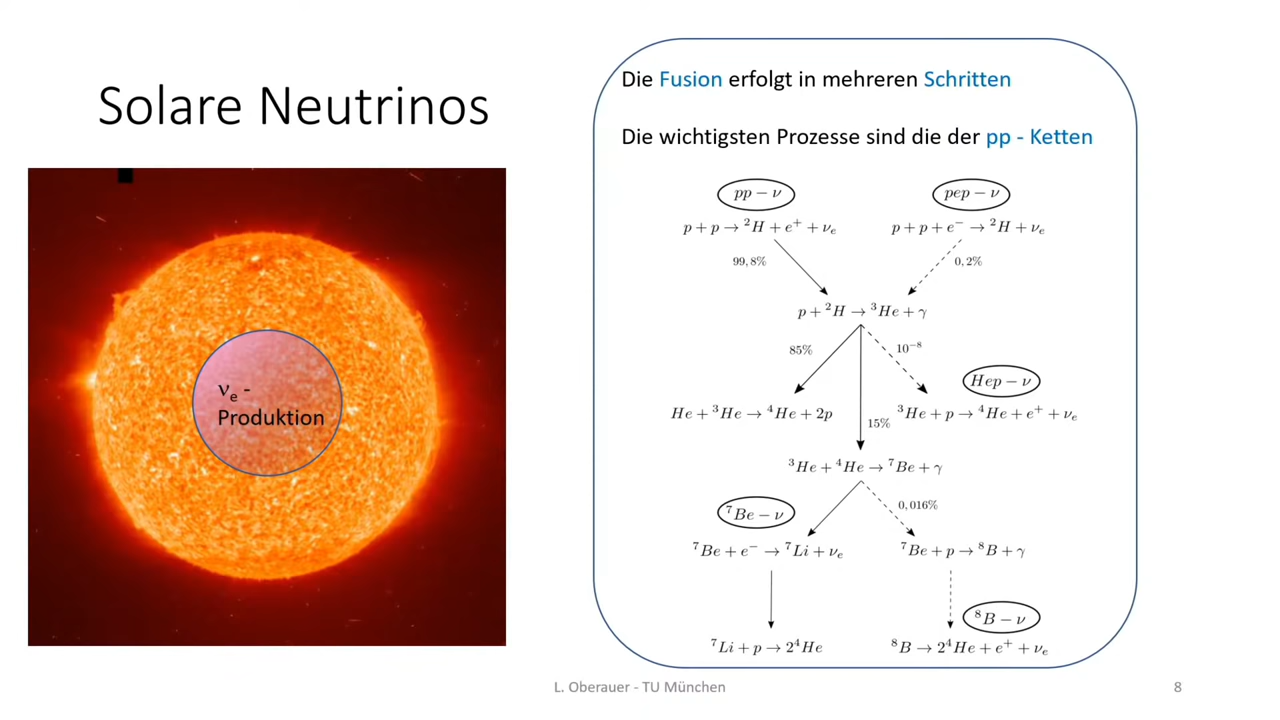 Solare Neutrinos
νe -
Produktion
Die Fusion erfolgt in mehreren Schritten
Die wichtigsten Prozesse sind die der pp - Ketten
pp − ν
pep − ν
p + p → ²H + e⁺ + νₑ
p + p + e⁻ → ²H + νₑ
99,8%
0,2%
p + ²H → ³He + γ
85%
10⁻⁸
Hep − ν
He + ³He → ⁴He + 2p
³He + p → ⁴He + e⁺ + νₑ
15%
³He + ⁴He → ⁷Be + γ
0,016%
⁷Be − ν
⁷Be + e⁻ → ⁷Li + νₑ
⁷Be + p → ⁸B + γ
⁸B − ν
⁷Li + p → 2⁴He
⁸B → 2⁴He + e⁺ + νₑ
L. Oberauer - TU München
8